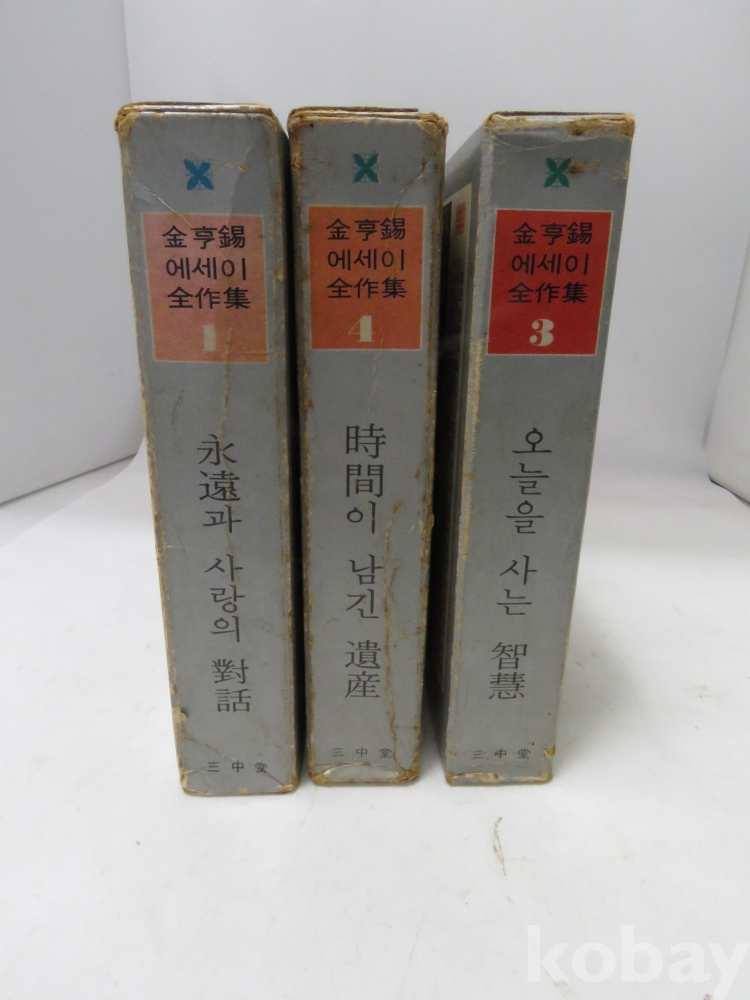 金亨錫
에세이
全作集
1
永遠과 사랑의 對話
三中堂
金亨錫
에세이
全作集
4
時間이 남긴 遺産
三中堂
金亨錫
에세이
全作集
3
오늘을 사는 智慧
三中堂
kobay